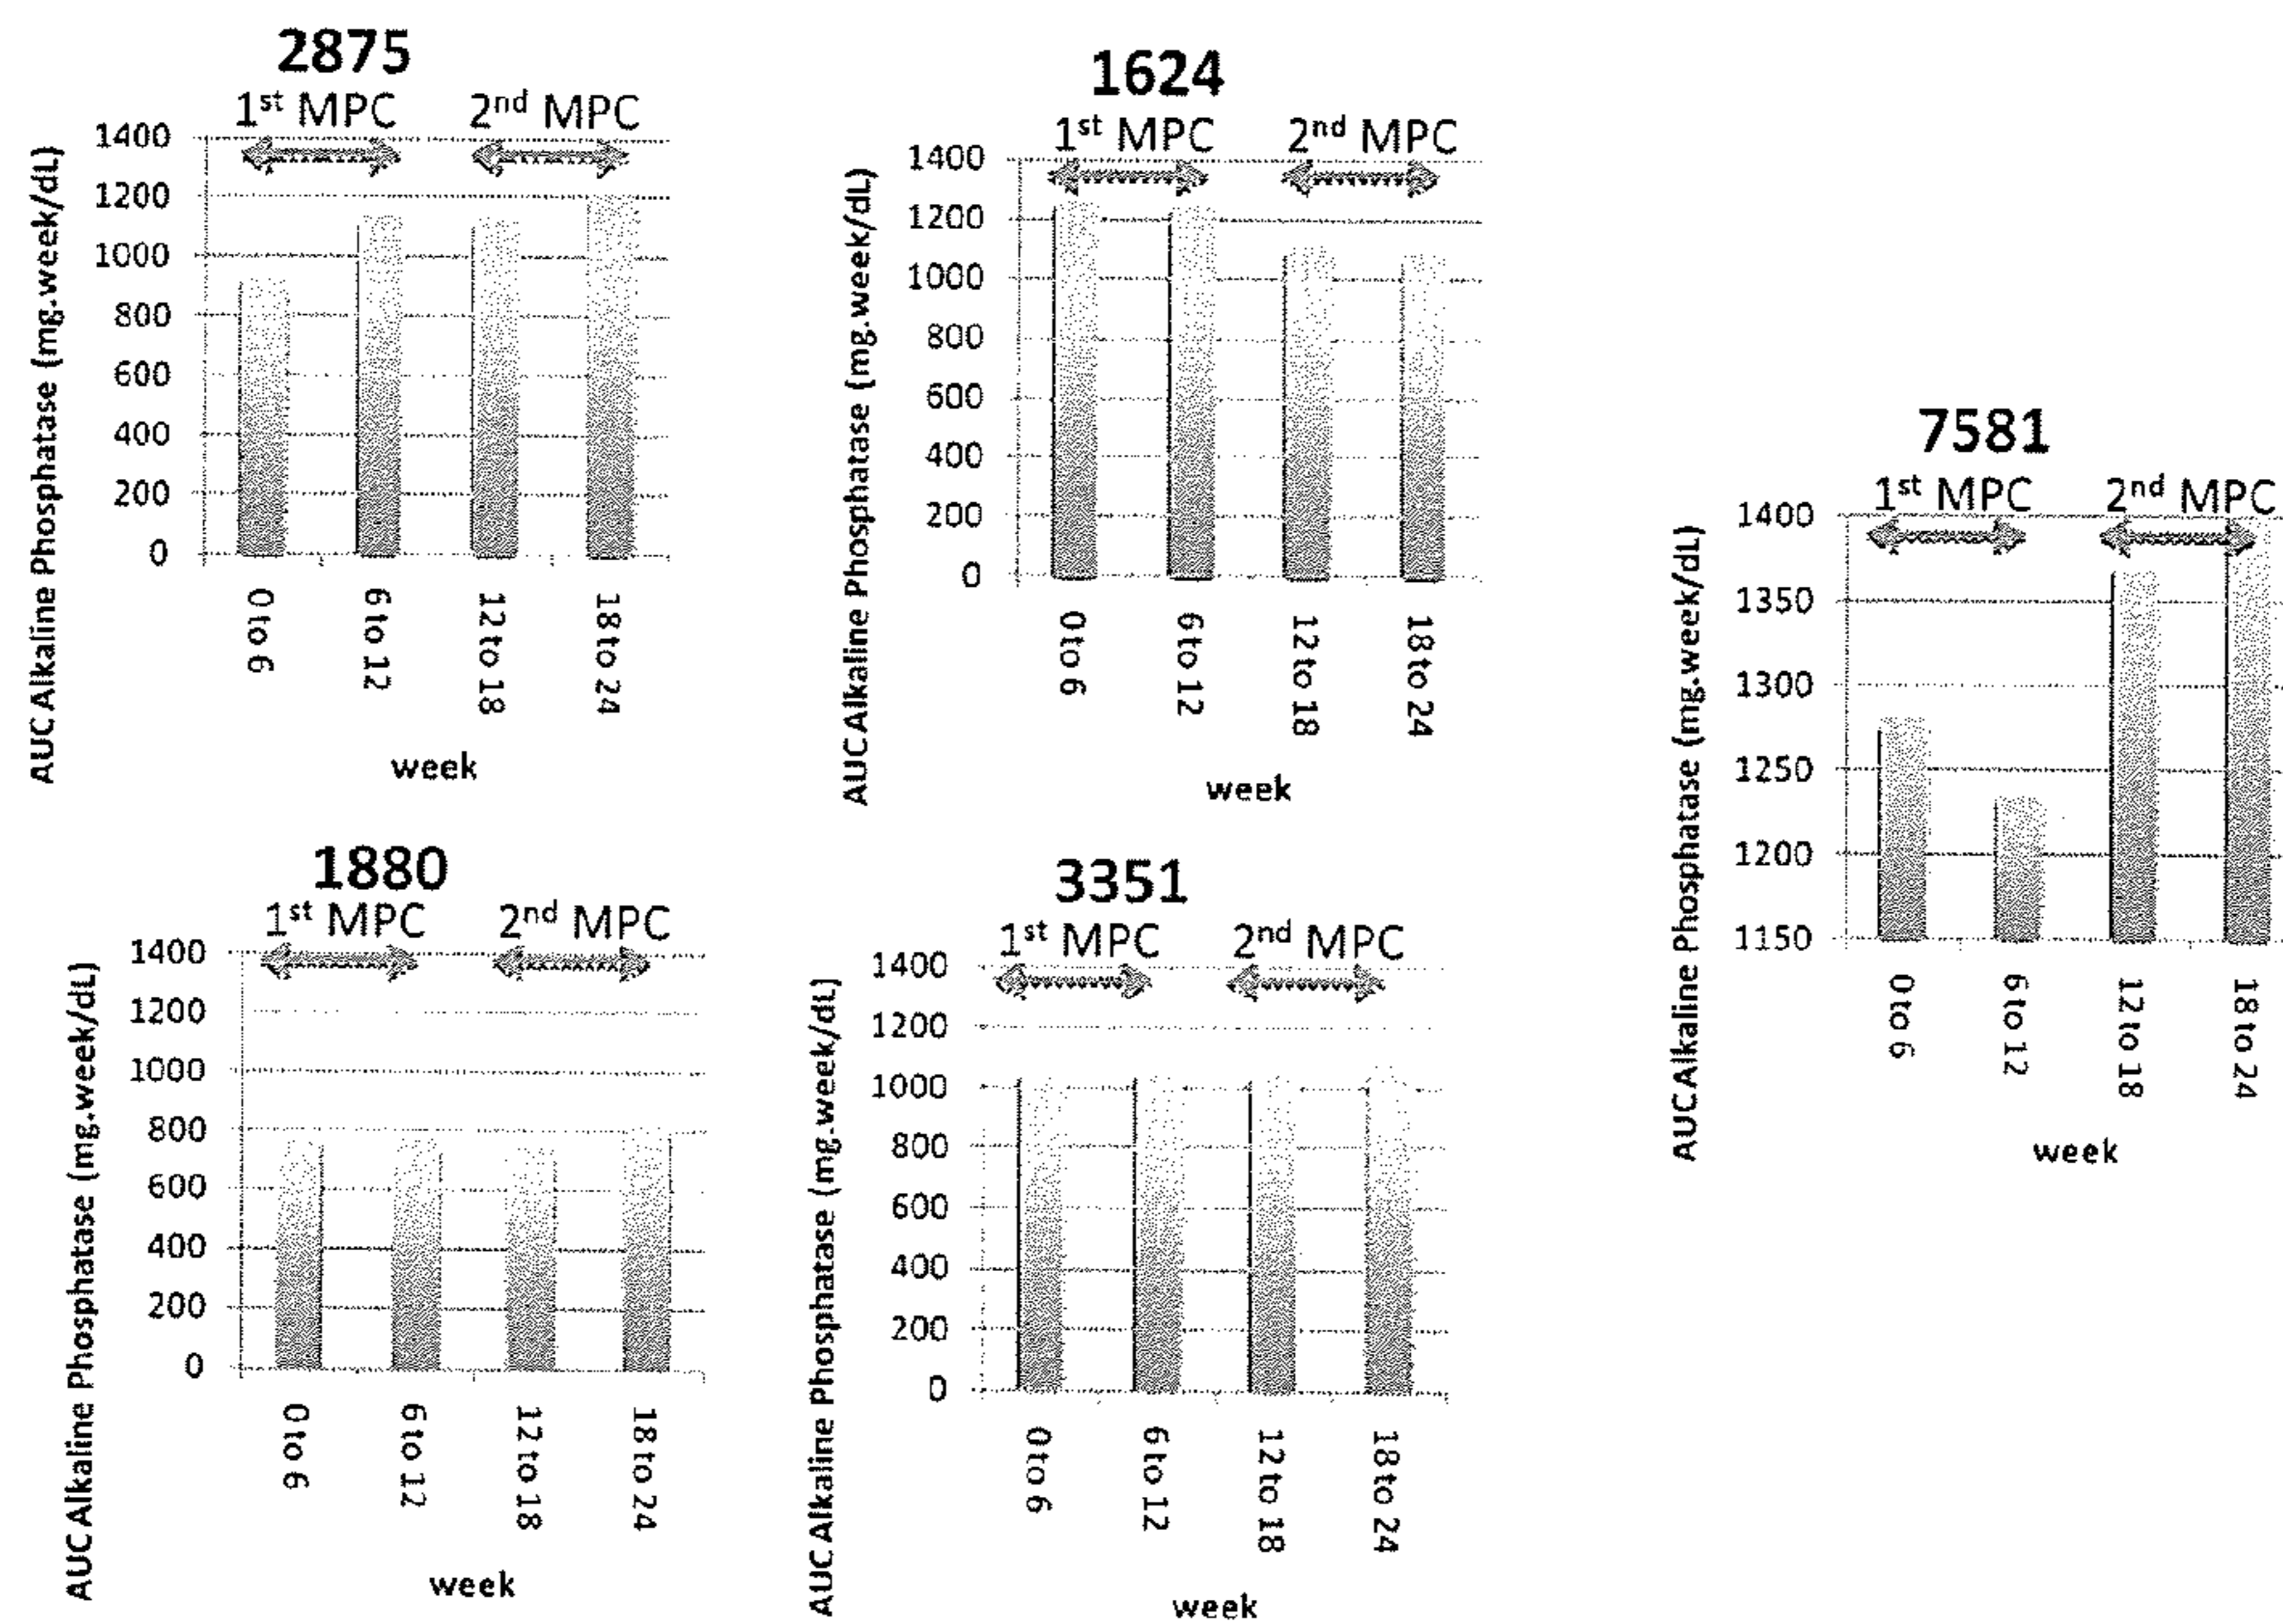 2875
1st MPC 2nd MPC
AUC Alkaline Phosphatase (mg.week/dL)
1400
1200
1000
800
600
400
200
0
0 to 6
6 to 12
12 to 18
18 to 24
week
1624
1st MPC 2nd MPC
AUC Alkaline Phosphatase (mg.week/dL)
1400
1200
1000
800
600
400
200
0
0 to 6
6 to 12
12 to 18
18 to 24
week
7581
1st MPC 2nd MPC
AUC Alkaline Phosphatase (mg.week/dL)
1400
1350
1300
1250
1200
1150
0 to 6
6 to 12
12 to 18
18 to 24
week
1880
1st MPC 2nd MPC
AUC Alkaline Phosphatase (mg.week/dL)
1400
1200
1000
800
600
400
200
0
0 to 6
6 to 12
12 to 18
18 to 24
week
3351
1st MPC 2nd MPC
AUC Alkaline Phosphatase (mg.week/dL)
1400
1200
1000
800
600
400
200
0
0 to 6
6 to 12
12 to 18
18 to 24
week